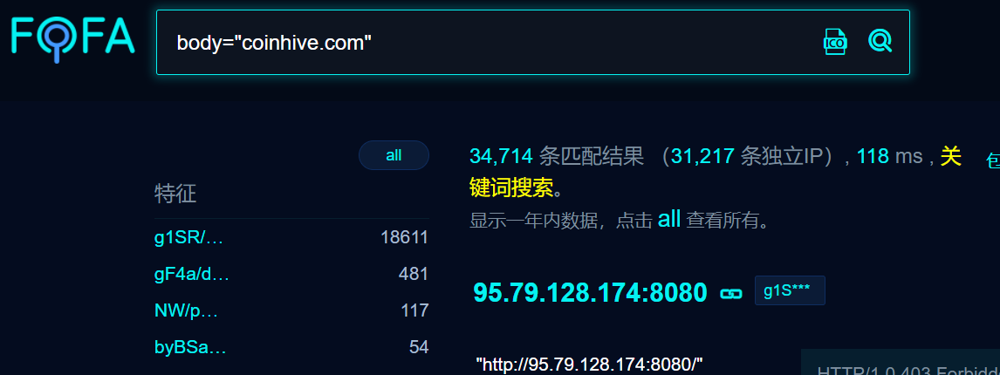 FOFA
body="coinhive.com"
ICO
all
34,714 条匹配结果 （31,217 条独立IP）, 118 ms , 关
键词搜索。
包
特征
显示一年内数据，点击 all 查看所有。
g1SR/… 18611
gF4a/d… 481
NW/p… 117
byBSa… 54
95.79.128.174:8080
g1S***
"http://95.79.128.174:8080/"
HTTP/1.0 403 Forbidd